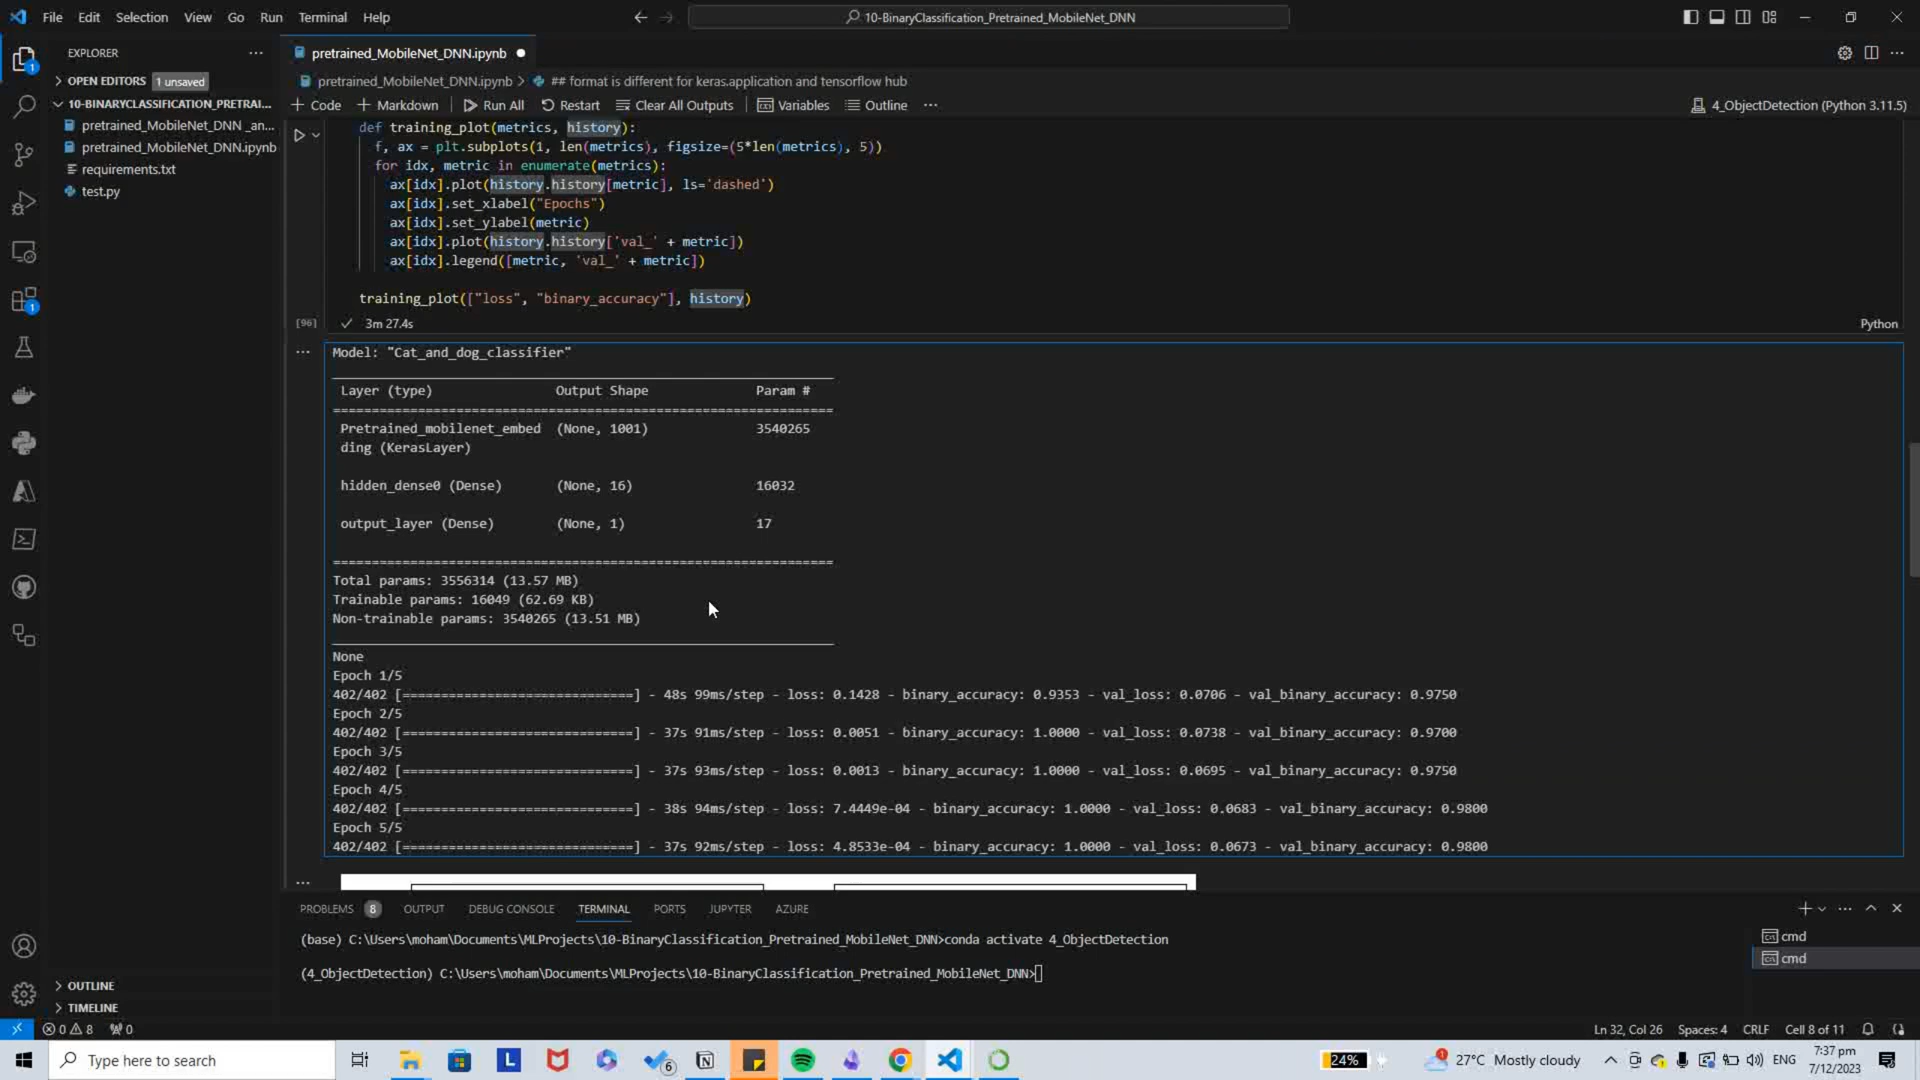 File Edit Selection View Go Run Terminal Help
10-BinaryClassification_Pretrained_MobileNet_DNN
EXPLORER
OPEN EDITORS 1 unsaved
10-BINARYCLASSIFICATION_PRETRAI...
pretrained_MobileNet_DNN _an...
pretrained_MobileNet_DNN.ipynb
requirements.txt
test.py
OUTLINE
TIMELINE
pretrained_MobileNet_DNN.ipynb
pretrained_MobileNet_DNN.ipynb > ## format is different for keras.application and tensorflow hub
+ Code + Markdown | Run All Restart Clear All Outputs | Variables Outline ...
4_ObjectDetection (Python 3.11.5)
def training_plot(metrics, history):
f, ax = plt.subplots(1, len(metrics), figsize=(5*len(metrics), 5))
for idx, metric in enumerate(metrics):
ax[idx].plot(history.history[metric], ls='dashed')
ax[idx].set_xlabel("Epochs")
ax[idx].set_ylabel(metric)
ax[idx].plot(history.history['val_' + metric])
ax[idx].legend([metric, 'val_' + metric])
training_plot(["loss", "binary_accuracy"], history)
[96] 3m 27.4s Python
Model: "Cat_and_dog_classifier"
Layer (type) Output Shape Param #
=================================================================
Pretrained_mobilenet_embed (None, 1001) 3540265
ding (KerasLayer)
hidden_dense0 (Dense) (None, 16) 16032
output_layer (Dense) (None, 1) 17
=================================================================
Total params: 3556314 (13.57 MB)
Trainable params: 16049 (62.69 KB)
Non-trainable params: 3540265 (13.51 MB)
None
Epoch 1/5
402/402 [==============================] - 48s 99ms/step - loss: 0.1428 - binary_accuracy: 0.9353 - val_loss: 0.0706 - val_binary_accuracy: 0.9750
Epoch 2/5
402/402 [==============================] - 37s 91ms/step - loss: 0.0051 - binary_accuracy: 1.0000 - val_loss: 0.0738 - val_binary_accuracy: 0.9700
Epoch 3/5
402/402 [==============================] - 37s 93ms/step - loss: 0.0013 - binary_accuracy: 1.0000 - val_loss: 0.0695 - val_binary_accuracy: 0.9750
Epoch 4/5
402/402 [==============================] - 38s 94ms/step - loss: 7.4449e-04 - binary_accuracy: 1.0000 - val_loss: 0.0683 - val_binary_accuracy: 0.9800
Epoch 5/5
402/402 [==============================] - 37s 92ms/step - loss: 4.8533e-04 - binary_accuracy: 1.0000 - val_loss: 0.0673 - val_binary_accuracy: 0.9800
PROBLEMS 8 OUTPUT DEBUG CONSOLE TERMINAL PORTS JUPYTER AZURE
(base) C:\Users\moham\Documents\MLProjects\10-BinaryClassification_Pretrained_MobileNet_DNN>conda activate 4_ObjectDetection
(4_ObjectDetection) C:\Users\moham\Documents\MLProjects\10-BinaryClassification_Pretrained_MobileNet_DNN>
cmd
cmd
0 8 0
Ln 32, Col 26 Spaces: 4 CRLF Cell 8 of 11
Type here to search
24% 27°C Mostly cloudy ENG 7:37 pm
7/12/2023